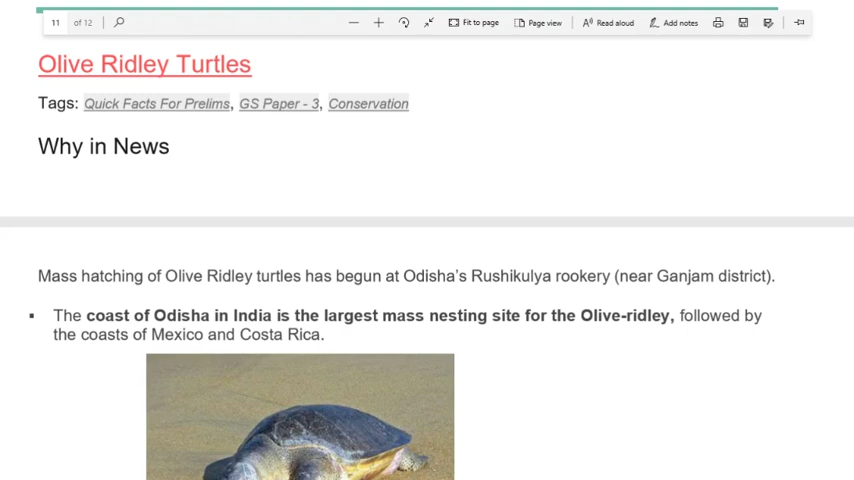 11 of 12 Fit to page Page view Read aloud Add notes
Olive Ridley Turtles
Tags: Quick Facts For Prelims, GS Paper - 3, Conservation
Why in News
Mass hatching of Olive Ridley turtles has begun at Odisha's Rushikulya rookery (near Ganjam district).
▪ The coast of Odisha in India is the largest mass nesting site for the Olive-ridley, followed by
the coasts of Mexico and Costa Rica.